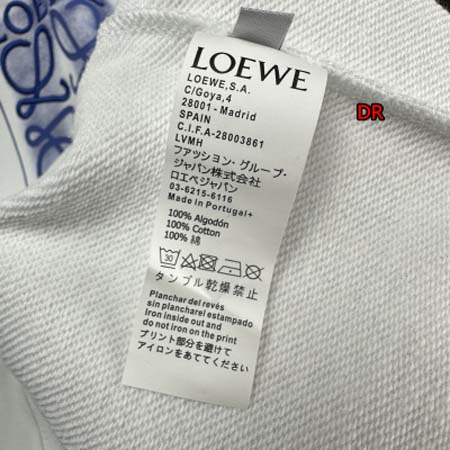 LOEWE
LOEWE,S.A.
C/Goya,4
28001 - Madrid
SPAIN
C.I.F.A-28003861
LVMH
ファッション・グループ・
ジャパン株式会社
ロエベジャパン
03-6215-6116
Made in Portugal+
100% Algodón
100% Cotton
100% 綿
30
タンブル乾燥禁止
Planchar del revés
sin plancharel estampado
Iron inside out and
do not iron on the print
プリント部分を避けて
アイロンをあててください
DR